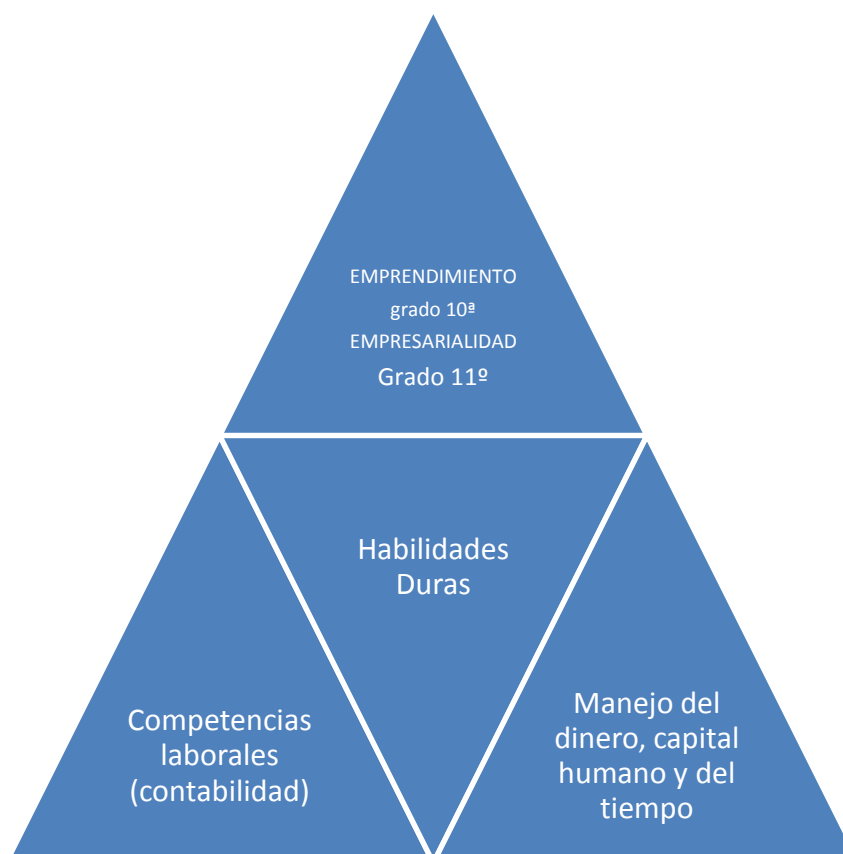 EMPRENDIMIENTO
grado 10ª
EMPRESARIALIDAD
Grado 11º
Habilidades
Duras
Competencias
laborales
(contabilidad)
Manejo del
dinero, capital
humano y del
tiempo